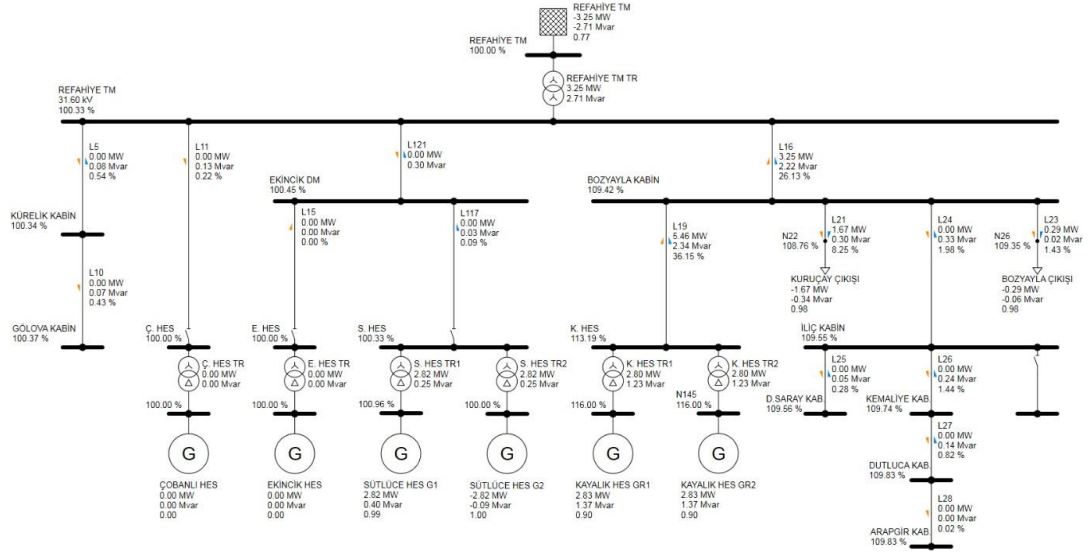 REFAHİYE TM
-3.25 MW
-2.71 Mvar
0.77
REFAHİYE TM
100.00 %
REFAHİYE TM TR
3.25 MW
2.71 Mvar
REFAHİYE TM
31.60 kV
100.33 %
L5
0.00 MW
0.08 Mvar
0.54 %
L11
0.00 MW
0.13 Mvar
0.22 %
L121
0.00 MW
0.30 Mvar
L16
3.25 MW
2.22 Mvar
26.13 %
EKİNCİK DM
100.45 %
BOZYAYLA KABİN
109.42 %
KÜRELİK KABİN
100.34 %
L15
0.00 MW
0.00 Mvar
0.00 %
L117
0.00 MW
0.03 Mvar
0.09 %
L19
5.46 MW
2.34 Mvar
36.15 %
N22
108.76 %
L21
1.67 MW
0.30 Mvar
8.25 %
L24
0.00 MW
0.33 Mvar
1.98 %
N26
109.35 %
L23
0.29 MW
0.02 Mvar
1.43 %
L10
0.00 MW
0.07 Mvar
0.43 %
KURUÇAY ÇIKIŞI
-1.67 MW
-0.34 Mvar
0.98
BOZYAYLA ÇIKIŞI
-0.29 MW
-0.06 Mvar
0.98
GÖLOVA KABİN
100.37 %
Ç. HES
100.00 %
E. HES
100.00 %
S. HES
100.33 %
K. HES
113.19 %
İLİÇ KABİN
109.55 %
Ç. HES TR
0.00 MW
0.00 Mvar
E. HES TR
0.00 MW
0.00 Mvar
S. HES TR1
2.82 MW
0.25 Mvar
S. HES TR2
2.82 MW
0.25 Mvar
K. HES TR1
2.80 MW
1.23 Mvar
K. HES TR2
2.80 MW
1.23 Mvar
L25
0.00 MW
0.05 Mvar
0.28 %
L26
0.00 MW
0.24 Mvar
1.44 %
100.00 %
100.00 %
100.96 %
100.00 %
116.00 %
N145
116.00 %
D.SARAY KAB.
109.56 %
KEMALİYE KAB.
109.74 %
L27
0.00 MW
0.14 Mvar
0.82 %
G
G
G
G
G
G
DUTLUCA KAB.
109.83 %
ÇOBANLI HES
0.00 MW
0.00 Mvar
0.00
EKİNCİK HES
0.00 MW
0.00 Mvar
0.00
SÜTLÜCE HES G1
2.82 MW
0.40 Mvar
0.99
SÜTLÜCE HES G2
-2.82 MW
-0.09 Mvar
1.00
KAYALIK HES GR1
2.83 MW
1.37 Mvar
0.90
KAYALIK HES GR2
2.83 MW
1.37 Mvar
0.90
L28
0.00 MW
0.00 Mvar
0.02 %
ARAPGİR KAB.
109.83 %